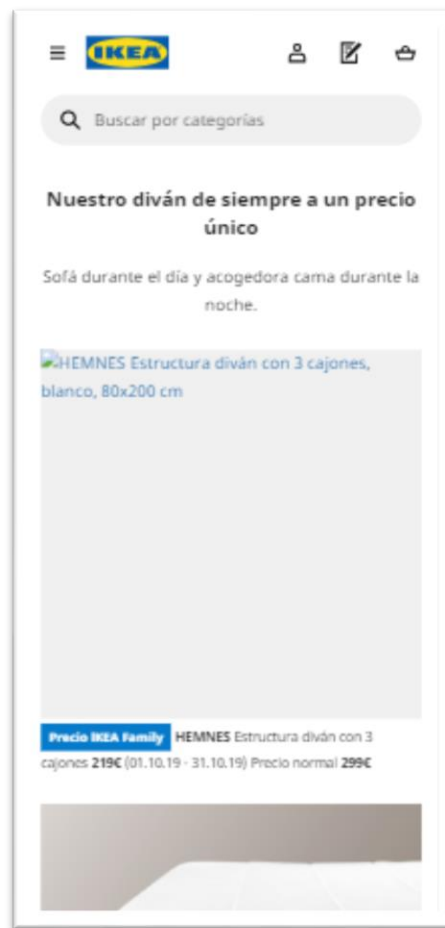 IKEA
Buscar por categorías
Nuestro diván de siempre a un precio
único
Sofá durante el día y acogedora cama durante la
noche.
HEMNES Estructura diván con 3 cajones,
blanco, 80x200 cm
Precio IKEA Family HEMNES Estructura diván con 3
cajones 219€ (01.10.19 - 31.10.19) Precio normal 299€